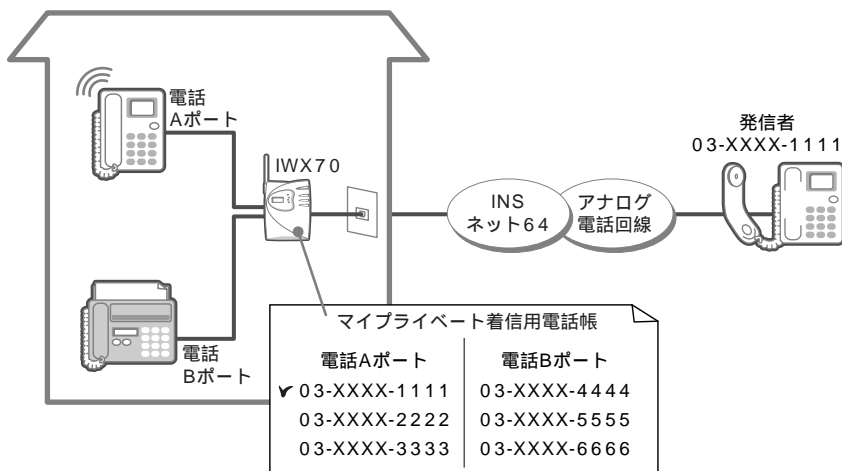 電話
Aポート
IWX70
発信者
03-XXXX-1111
INS
ネット64
アナログ
電話回線
電話
Bポート
マイプライベート着信用電話帳
電話Aポート
電話Bポート
03-XXXX-1111
03-XXXX-4444
03-XXXX-2222
03-XXXX-5555
03-XXXX-3333
03-XXXX-6666